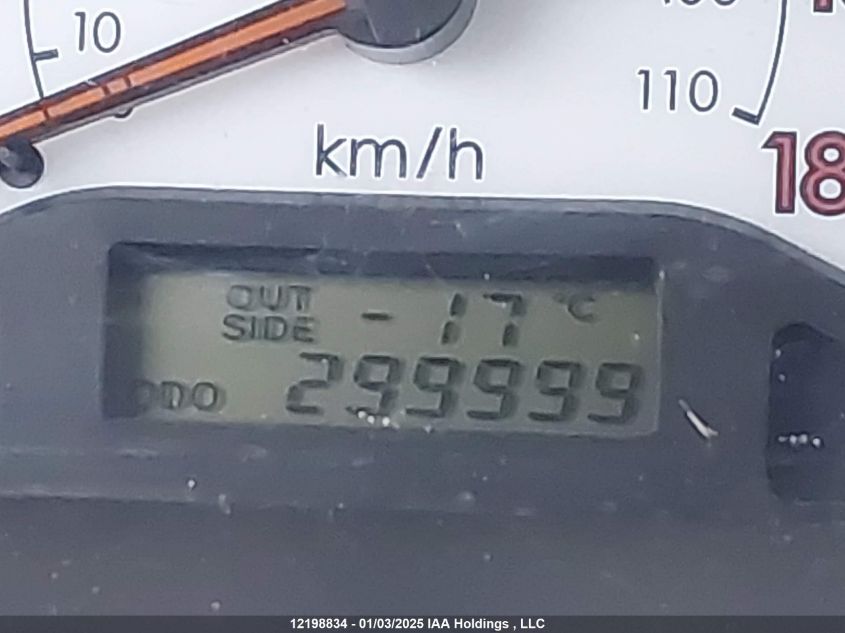 10
110
18
km/h
OUT SIDE -17 °C
ODO 299999
12198834 - 01/03/2025 IAA Holdings , LLC